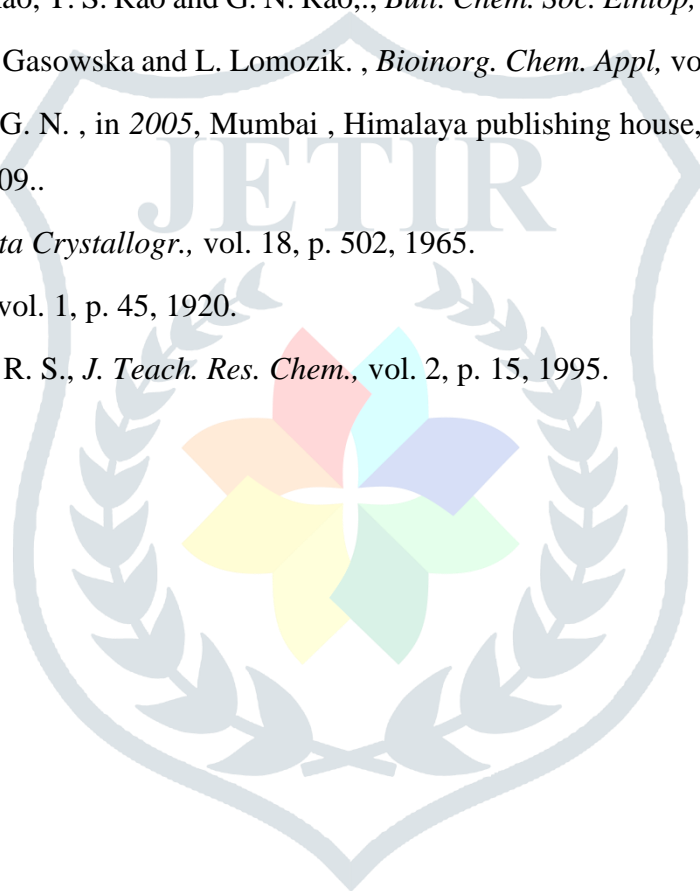 ao, Y. S. Rao and G. N. Rao,., Bull. Chem. Soc. Ethiop,
Gasowska and L. Lomozik. , Bioinorg. Chem. Appl, vo
G. N. , in 2005, Mumbai , Himalaya publishing house,
09..
ta Crystallogr., vol. 18, p. 502, 1965.
vol. 1, p. 45, 1920.
R. S., J. Teach. Res. Chem., vol. 2, p. 15, 1995.
JETIR